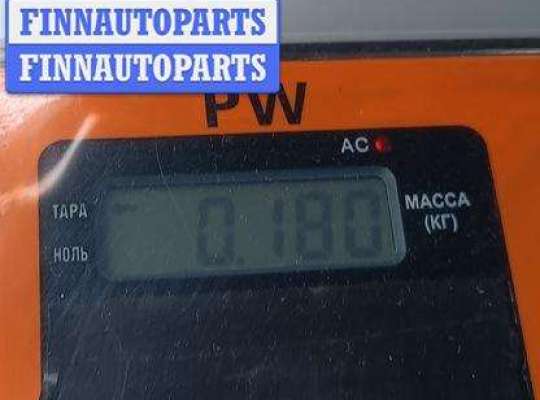 FINNAUTOPARTS
FINNAUTOPARTS
PW
AC
ТАРА
0.180
МАССА
(КГ)
НОЛЬ